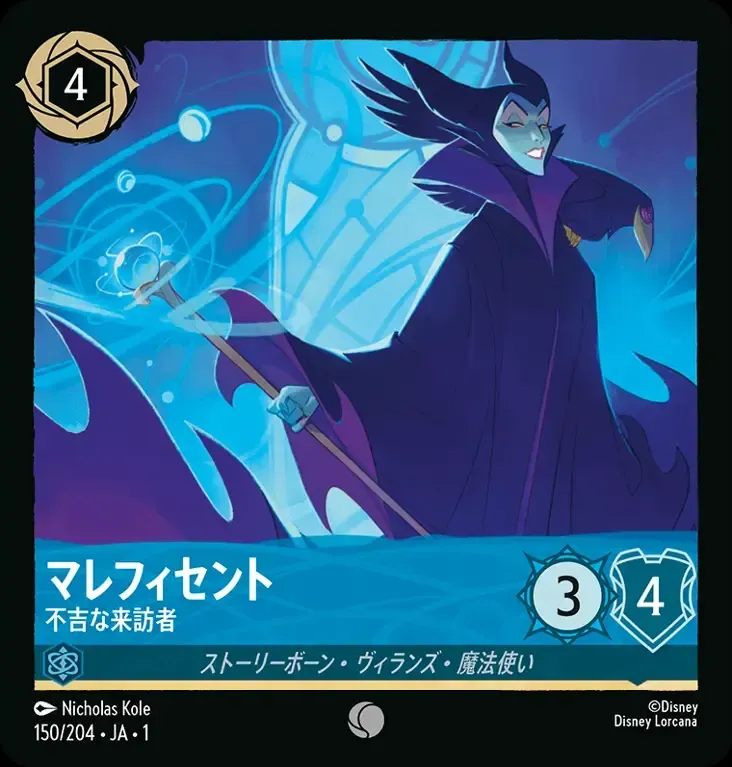 4
マレフィセント
不吉な来訪者
3
4
ストーリーボーン・ヴィランズ・魔法使い
Nicholas Kole
©Disney
150/204・JA・1
Disney Lorcana